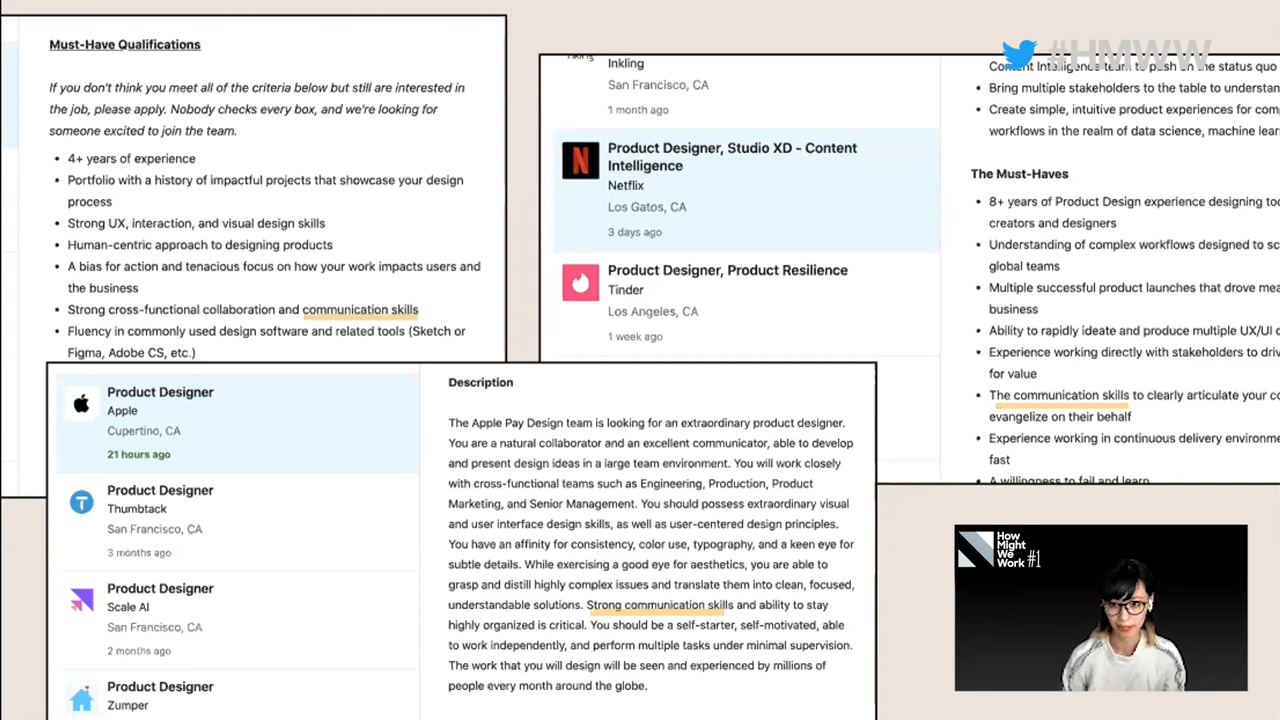 Must-Have Qualifications
If you don't think you meet all of the criteria below but still are interested in
the job, please apply. Nobody checks every box, and we're looking for
someone excited to join the team.
• 4+ years of experience
• Portfolio with a history of impactful projects that showcase your design
process
• Strong UX, interaction, and visual design skills
• Human-centric approach to designing products
• A bias for action and tenacious focus on how your work impacts users and
the business
• Strong cross-functional collaboration and communication skills
• Fluency in commonly used design software and related tools (Sketch or
Figma, Adobe CS, etc.)
#HMWW
Inkling
San Francisco, CA
1 month ago
Product Designer, Studio XD - Content
Intelligence
Netflix
Los Gatos, CA
3 days ago
Product Designer, Product Resilience
Tinder
Los Angeles, CA
1 week ago
Content Intelligence team to push on the status quo
• Bring multiple stakeholders to the table to understan
• Create simple, intuitive product experiences for comp
workflows in the realm of data science, machine lear
The Must-Haves
• 8+ years of Product Design experience designing too
creators and designers
• Understanding of complex workflows designed to sc
global teams
• Multiple successful product launches that drove mea
business
• Ability to rapidly ideate and produce multiple UX/UI c
• Experience working directly with stakeholders to driv
for value
• The communication skills to clearly articulate your co
evangelize on their behalf
• Experience working in continuous delivery environme
fast
• A willingness to fail and learn
Product Designer
Apple
Cupertino, CA
21 hours ago
Product Designer
Thumbtack
San Francisco, CA
3 months ago
Product Designer
Scale AI
San Francisco, CA
2 months ago
Product Designer
Zumper
Description
The Apple Pay Design team is looking for an extraordinary product designer.
You are a natural collaborator and an excellent communicator, able to develop
and present design ideas in a large team environment. You will work closely
with cross-functional teams such as Engineering, Production, Product
Marketing, and Senior Management. You should possess extraordinary visual
and user interface design skills, as well as user-centered design principles.
You have an affinity for consistency, color use, typography, and a keen eye for
subtle details. While exercising a good eye for aesthetics, you are able to
grasp and distill highly complex issues and translate them into clean, focused,
understandable solutions. Strong communication skills and ability to stay
highly organized is critical. You should be a self-starter, self-motivated, able
to work independently, and perform multiple tasks under minimal supervision.
The work that you will design will be seen and experienced by millions of
people every month around the globe.
How
Might
We
Work #1